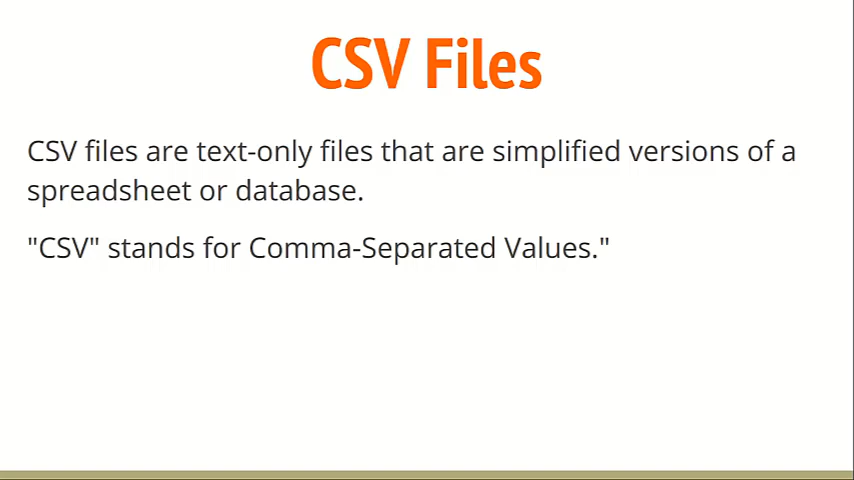 CSV Files
CSV files are text-only files that are simplified versions of a
spreadsheet or database.
"CSV" stands for Comma-Separated Values."